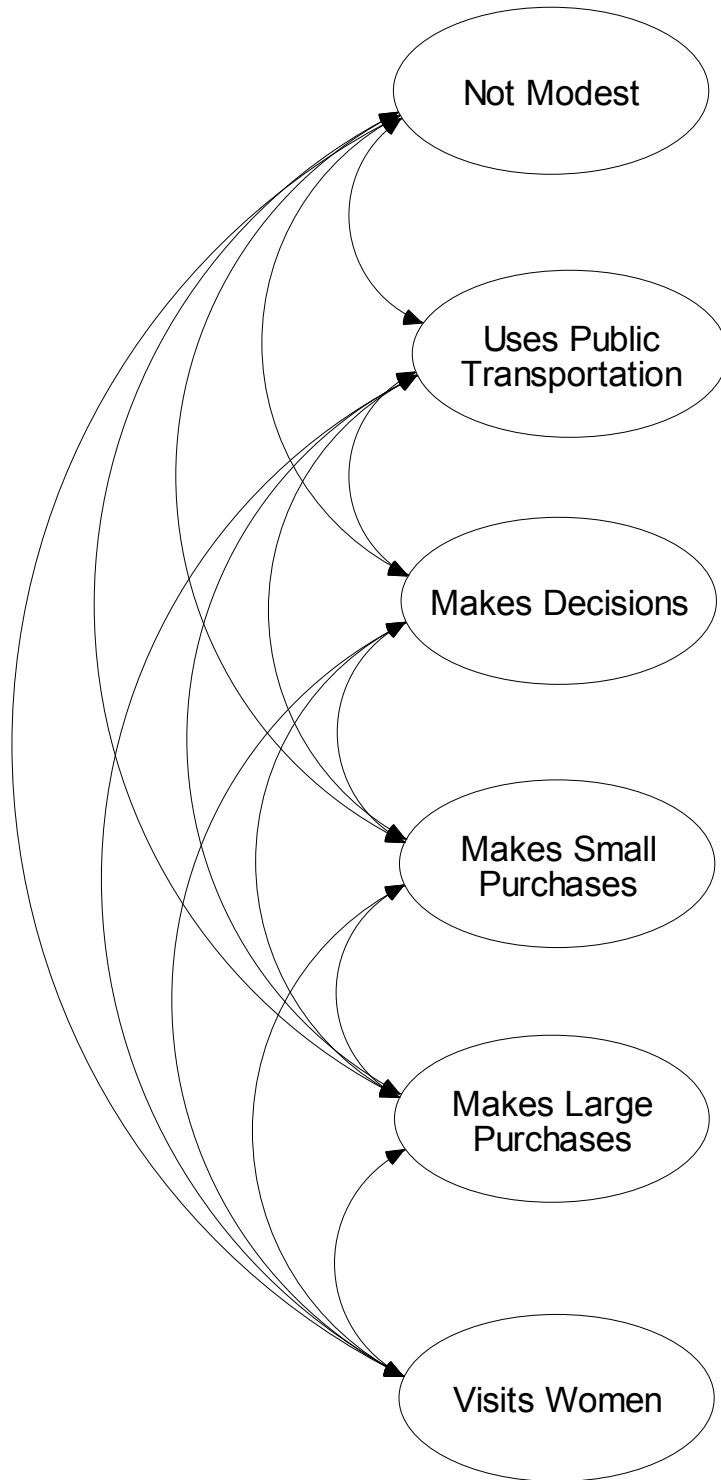 Not Modest
Uses Public
Transportation
Makes Decisions
Makes Small
Purchases
Makes Large
Purchases
Visits Women